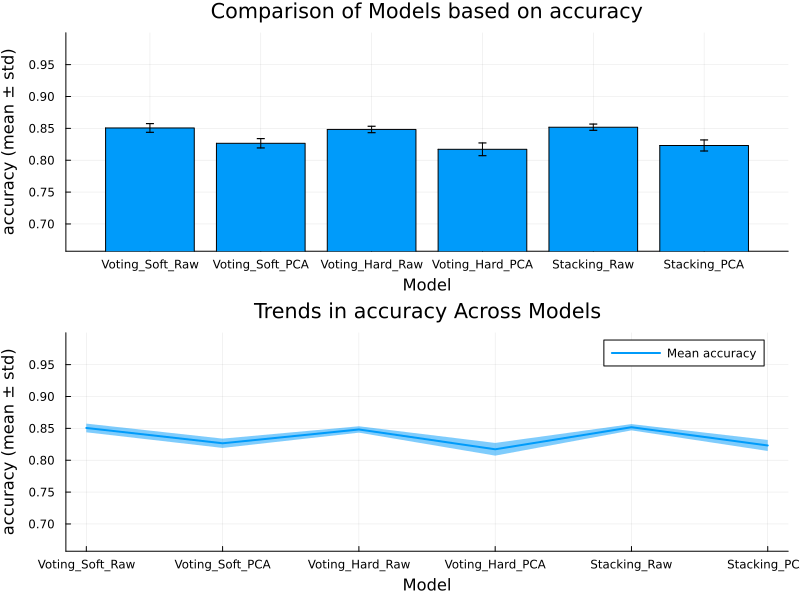 Comparison of Models based on accuracy
accuracy (mean ± std)
0.95
0.90
0.85
0.80
0.75
0.70
Voting_Soft_Raw Voting_Soft_PCA Voting_Hard_Raw Voting_Hard_PCA Stacking_Raw Stacking_PCA
Model
Trends in accuracy Across Models
accuracy (mean ± std)
Mean accuracy
0.95
0.90
0.85
0.80
0.75
0.70
Voting_Soft_Raw Voting_Soft_PCA Voting_Hard_Raw Voting_Hard_PCA Stacking_Raw Stacking_PC
Model